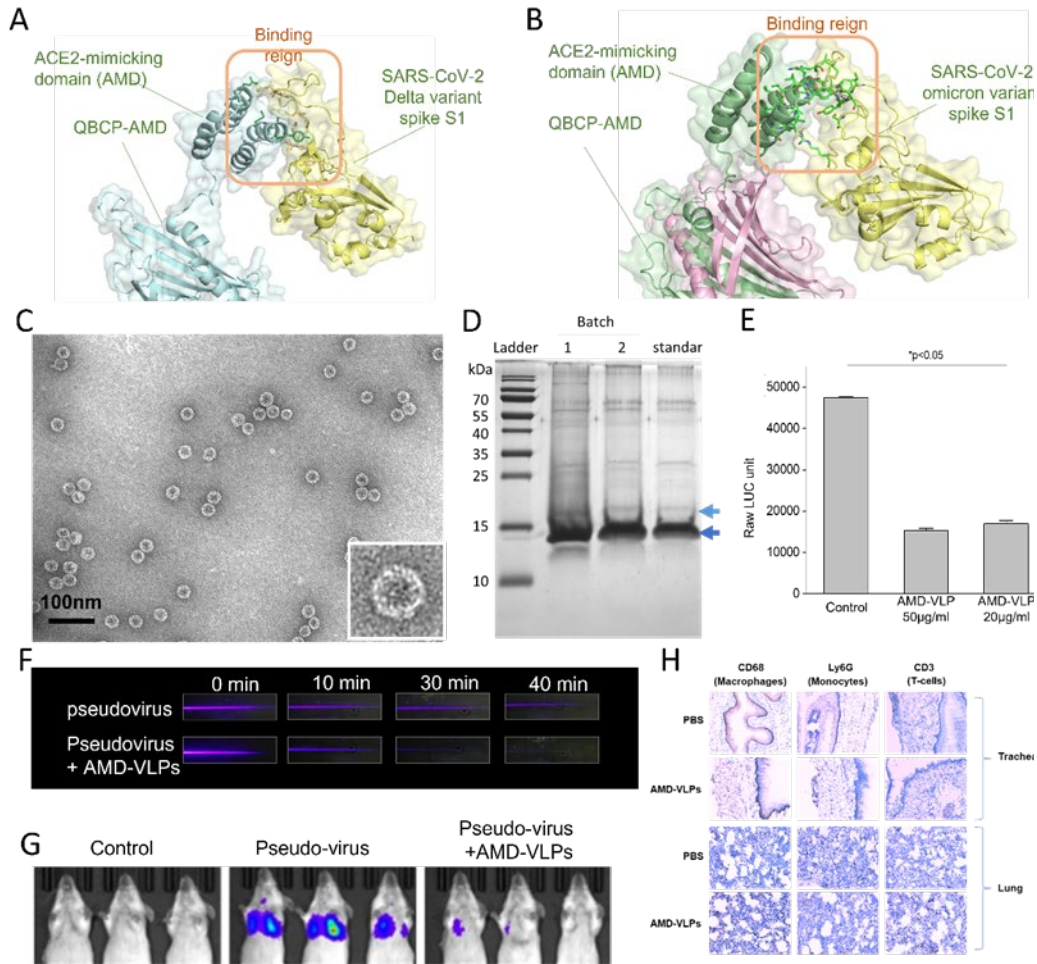 A
Binding
reign
ACE2-mimicking
domain (AMD)
SARS-CoV-2
Delta variant
spike S1
QBCP-AMD
B
Binding
reign
ACE2-mimicking
domain (AMD)
SARS-CoV-2
omicron varian
spike S1
QBCP-AMD
C
100nm
D
Batch
Ladder 1 2 standar
kDa
70
55
40
35
25
15
10
E
*p<0.05
Raw LUC unit
50000
40000
30000
20000
10000
0
Control
AMD-VLP
50μg/ml
AMD-VLP
20μg/ml
F
0 min 10 min 30 min 40 min
pseudovirus
Pseudovirus
+ AMD-VLPs
G
Control
Pseudo-virus
Pseudo-virus
+AMD-VLPs
H
CD68
(Macrophages)
Ly6G
(Monocytes)
CD3
(T-cells)
PBS
AMD-VLPs
Trachea
PBS
AMD-VLPs
Lung